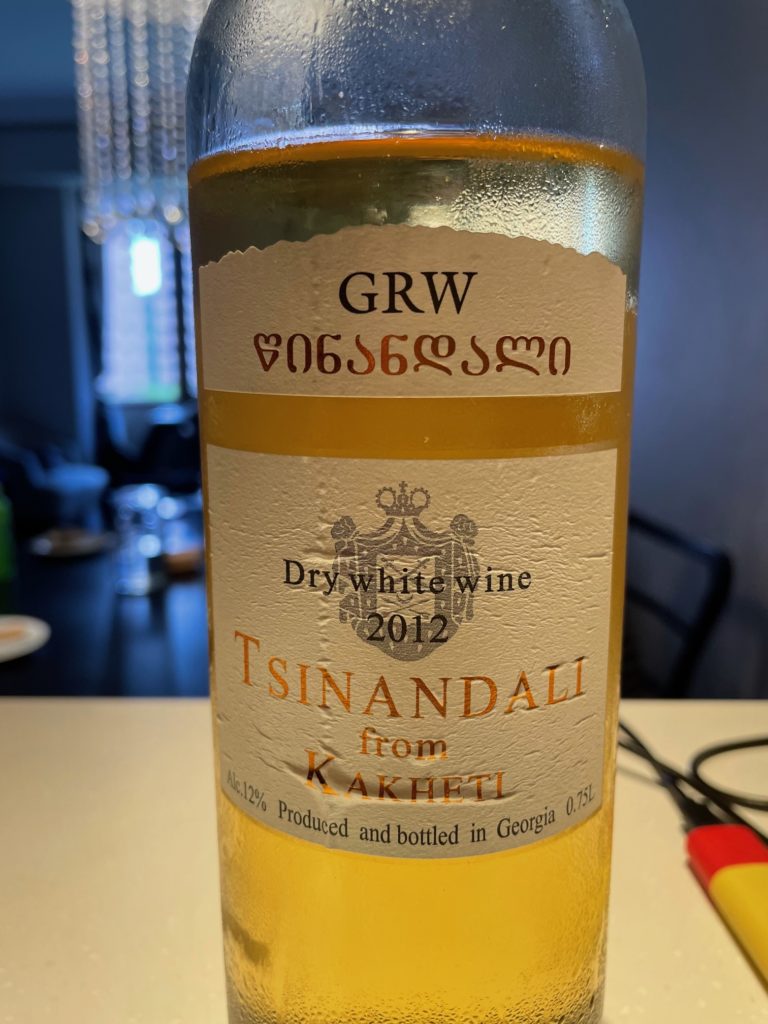 GRW
წინანდალი
Dry white wine
2012
TSINANDALI
from
KAKHETI
Alc.12% Produced and bottled in Georgia 0.75L